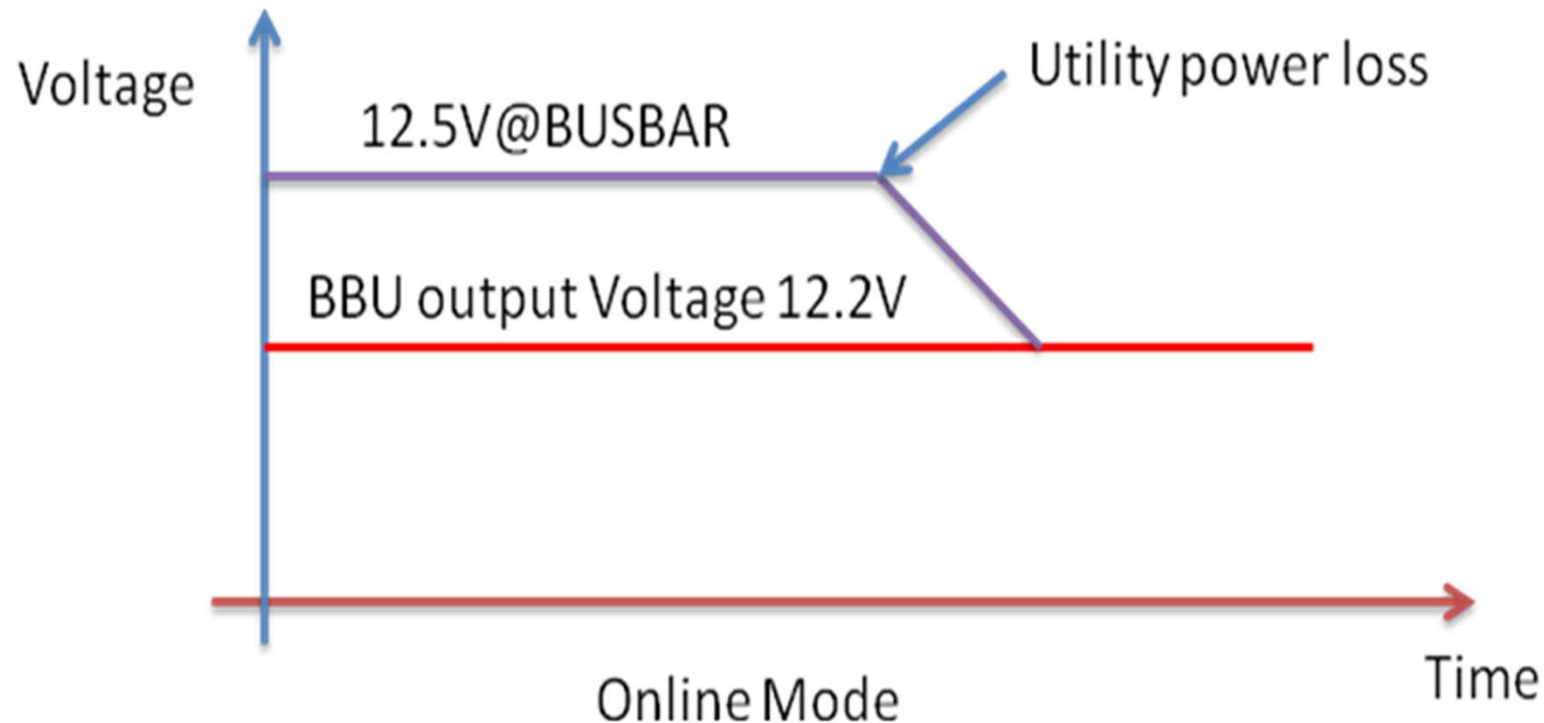 Utility power loss
Voltage
12.5V@BUSBAR
BBU output Voltage 12.2V
Time
Online Mode